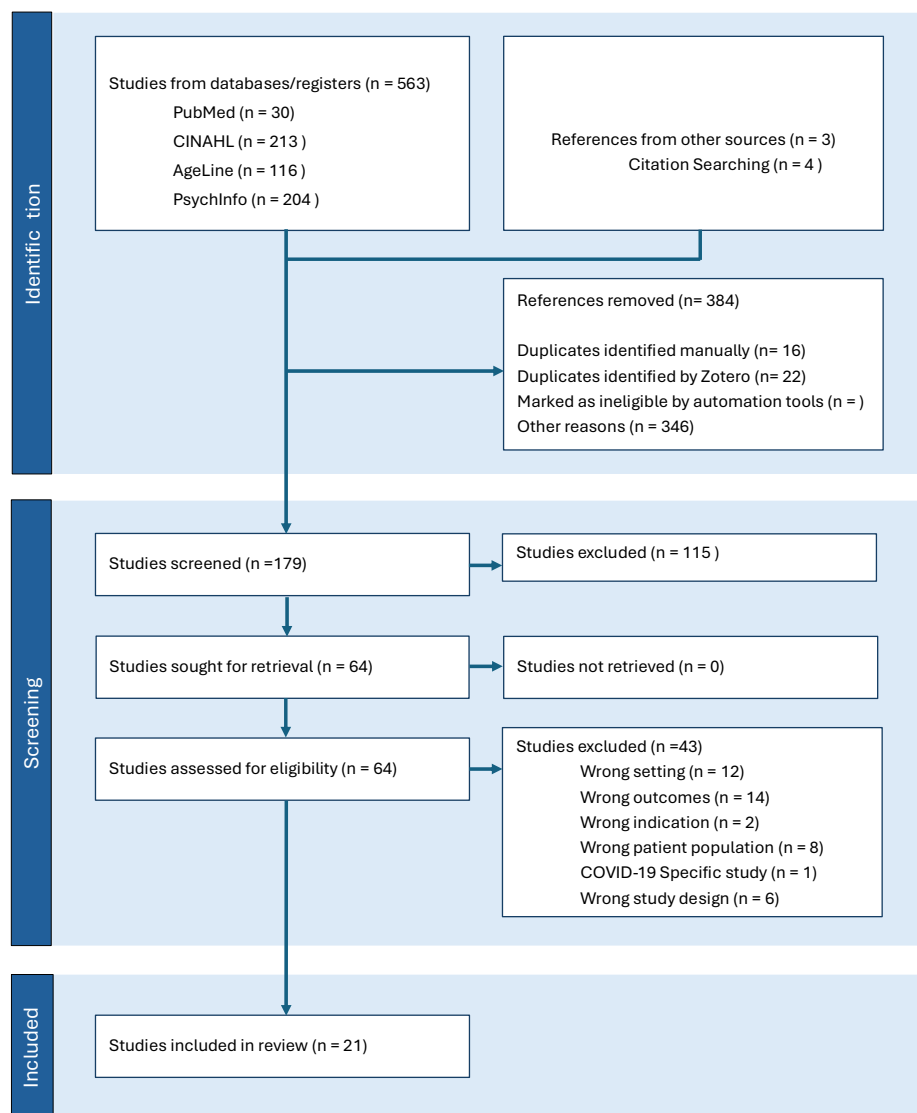 Identific tion
Studies from databases/registers (n = 563)
PubMed (n = 30)
CINAHL (n = 213 )
AgeLine (n = 116 )
PsychInfo (n = 204 )
References from other sources (n = 3)
Citation Searching (n = 4 )
References removed (n= 384)
Duplicates identified manually (n= 16)
Duplicates identified by Zotero (n= 22)
Marked as ineligible by automation tools (n = )
Other reasons (n = 346)
Screening
Studies screened (n =179)
Studies excluded (n = 115 )
Studies sought for retrieval (n = 64)
Studies not retrieved (n = 0)
Studies assessed for eligibility (n = 64)
Studies excluded (n =43)
Wrong setting (n = 12)
Wrong outcomes (n = 14)
Wrong indication (n = 2)
Wrong patient population (n = 8)
COVID-19 Specific study (n = 1)
Wrong study design (n = 6)
Included
Studies included in review (n = 21)